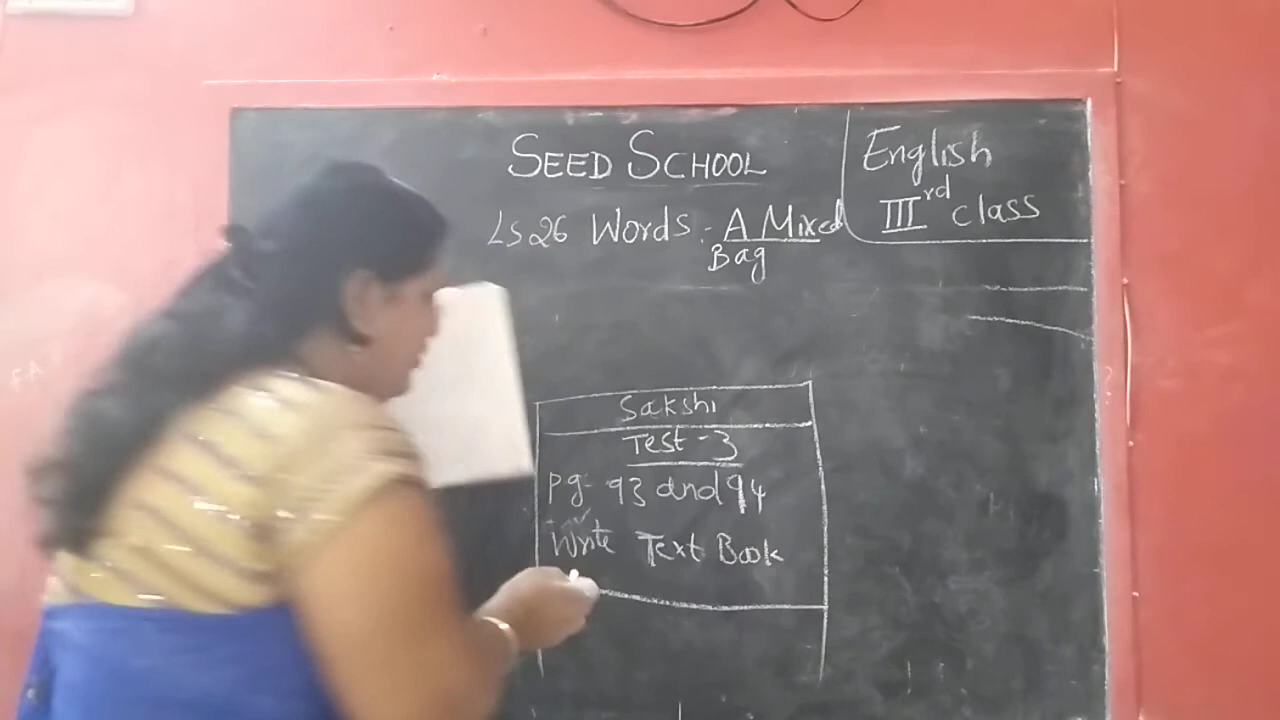 SEED SCHOOL
English
IIIrd class
Ls 26 Words :- A Mixed
Bag
Sakshi
Test - 3
Pg- 93 and 94
Write Text Book